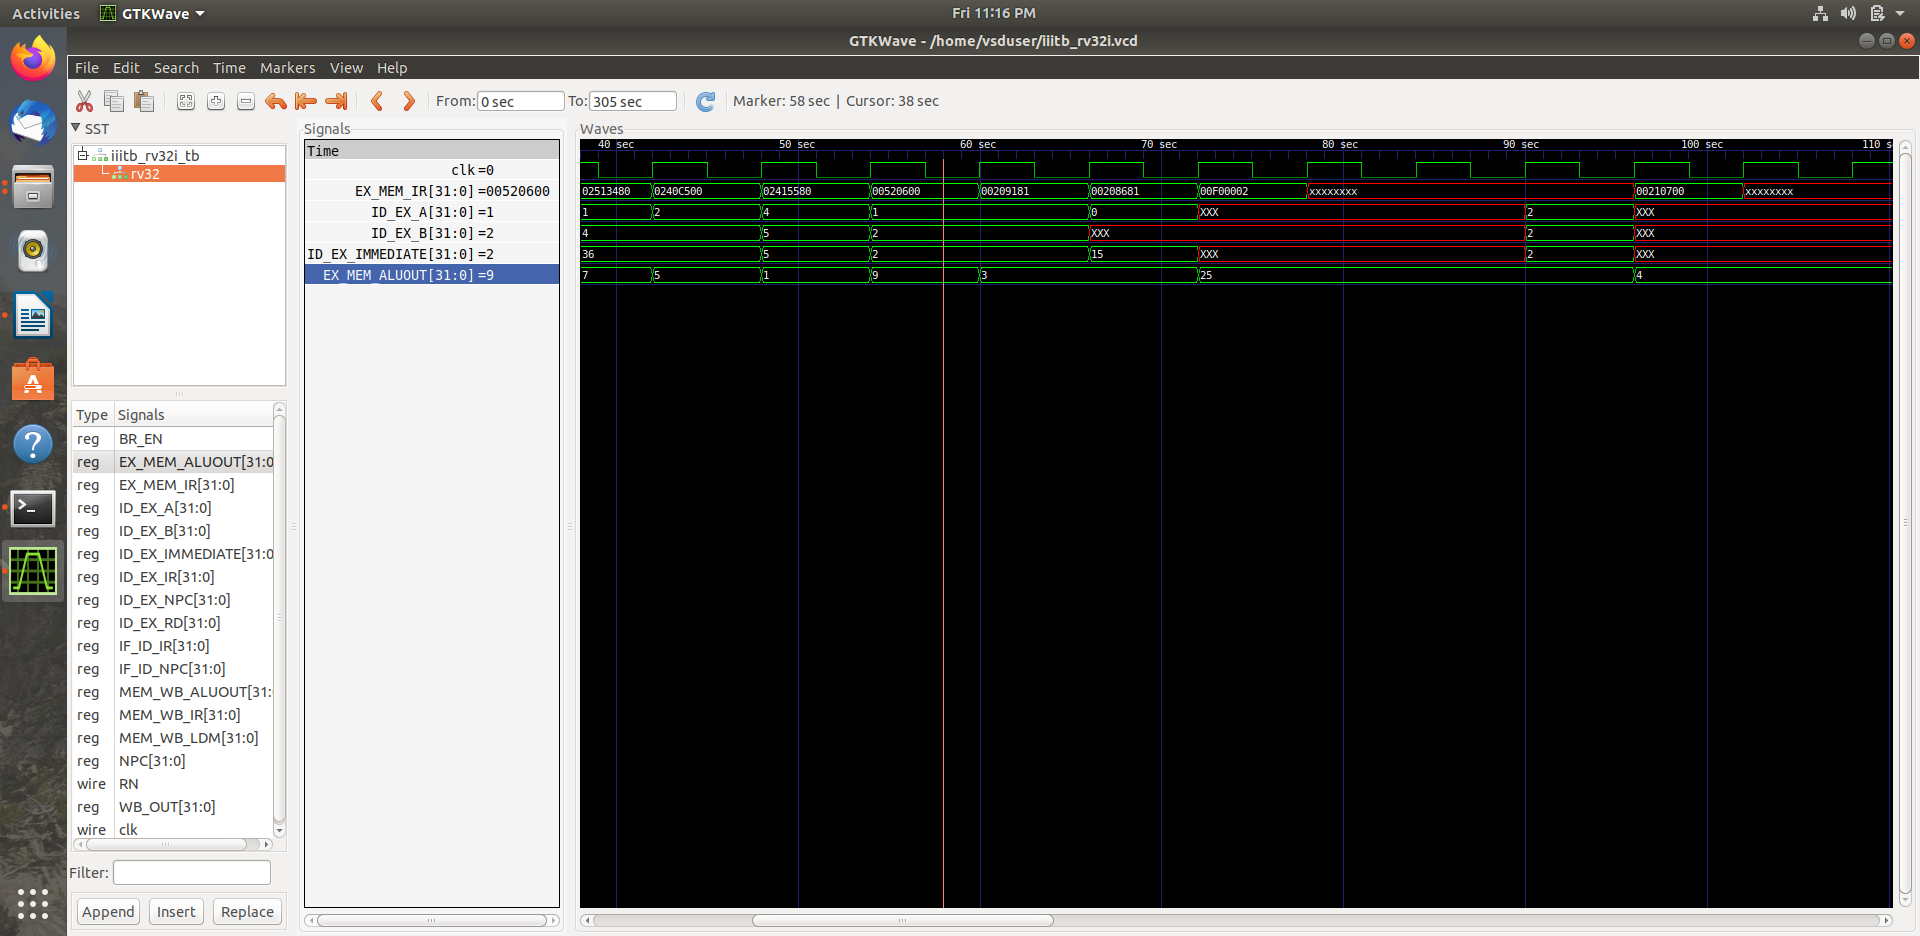 Activities GTKWave Fri 11:16 PM
GTKWave - /home/vsduser/iiitb_rv32i.vcd
File Edit Search Time Markers View Help
From: 0 sec To: 305 sec Marker: 58 sec | Cursor: 38 sec
SST
iiitb_rv32i_tb
rv32
Type Signals
reg BR_EN
reg EX_MEM_ALUOUT[31:0
reg EX_MEM_IR[31:0]
reg ID_EX_A[31:0]
reg ID_EX_B[31:0]
reg ID_EX_IMMEDIATE[31:0
reg ID_EX_IR[31:0]
reg ID_EX_NPC[31:0]
reg ID_EX_RD[31:0]
reg IF_ID_IR[31:0]
reg IF_ID_NPC[31:0]
reg MEM_WB_ALUOUT[31:
reg MEM_WB_IR[31:0]
reg MEM_WB_LDM[31:0]
reg NPC[31:0]
wire RN
reg WB_OUT[31:0]
wire clk
Filter:
Append Insert Replace
Signals
Time
clk =0
EX_MEM_IR[31:0] =00520600
ID_EX_A[31:0] =1
ID_EX_B[31:0] =2
ID_EX_IMMEDIATE[31:0] =2
EX_MEM_ALUOUT[31:0] =9
Waves
40 sec 50 sec 60 sec 70 sec 80 sec 90 sec 100 sec 110 s
02513480 0240C500 02415580 00520600 00209181 00208681 00F00002 xxxxxxxx 00210700 xxxxxxxx
1 2 4 1 0 XXX 2 XXX
4 5 2 XXX 2 XXX
36 5 2 15 XXX 2 XXX
7 5 1 9 3 25 4